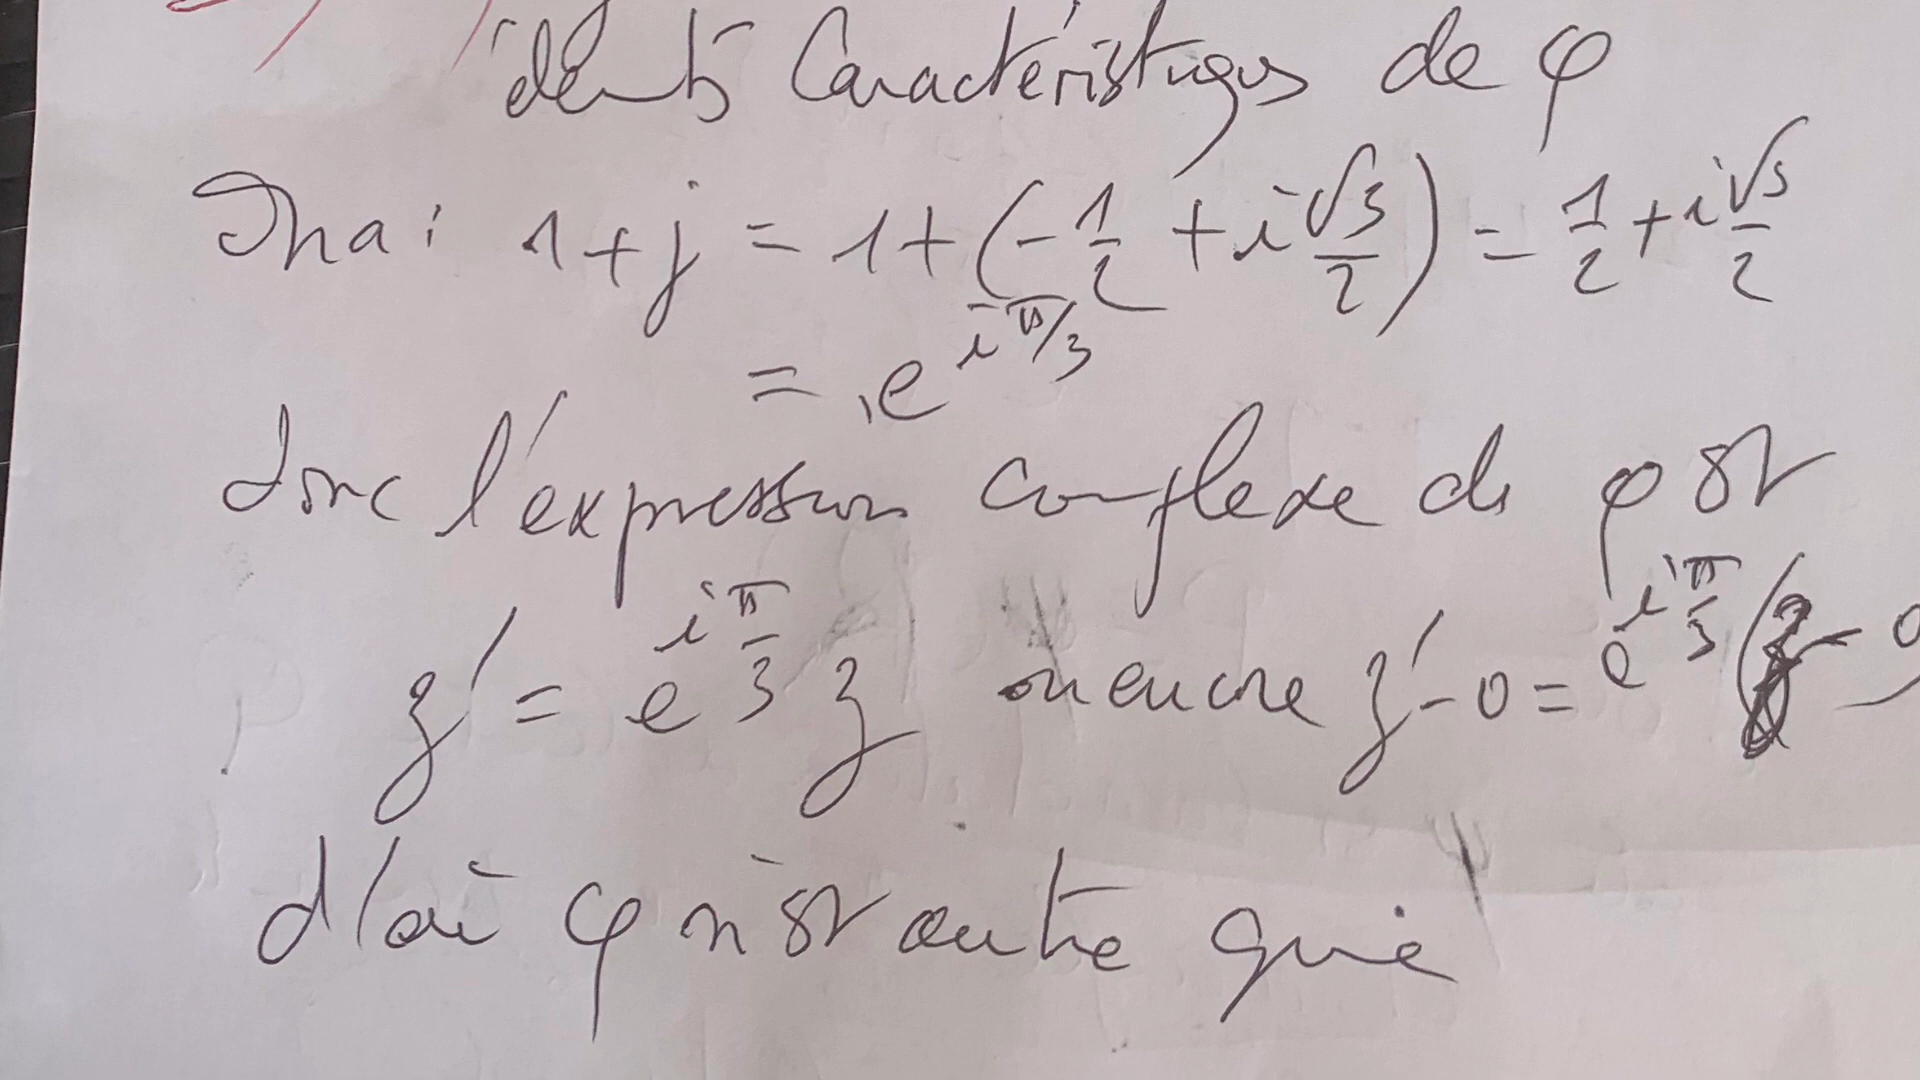 éléments caractéristiques de φ
On a : 1+j = 1+(-1/2 + i√3/2) = 1/2 + i√3/2
= e^{iπ/3}
donc l'expression complexe de φ est
z' = e^{iπ/3} z ou encore z'-0 = e^{iπ/3}(z-0
d'où φ n'est autre que